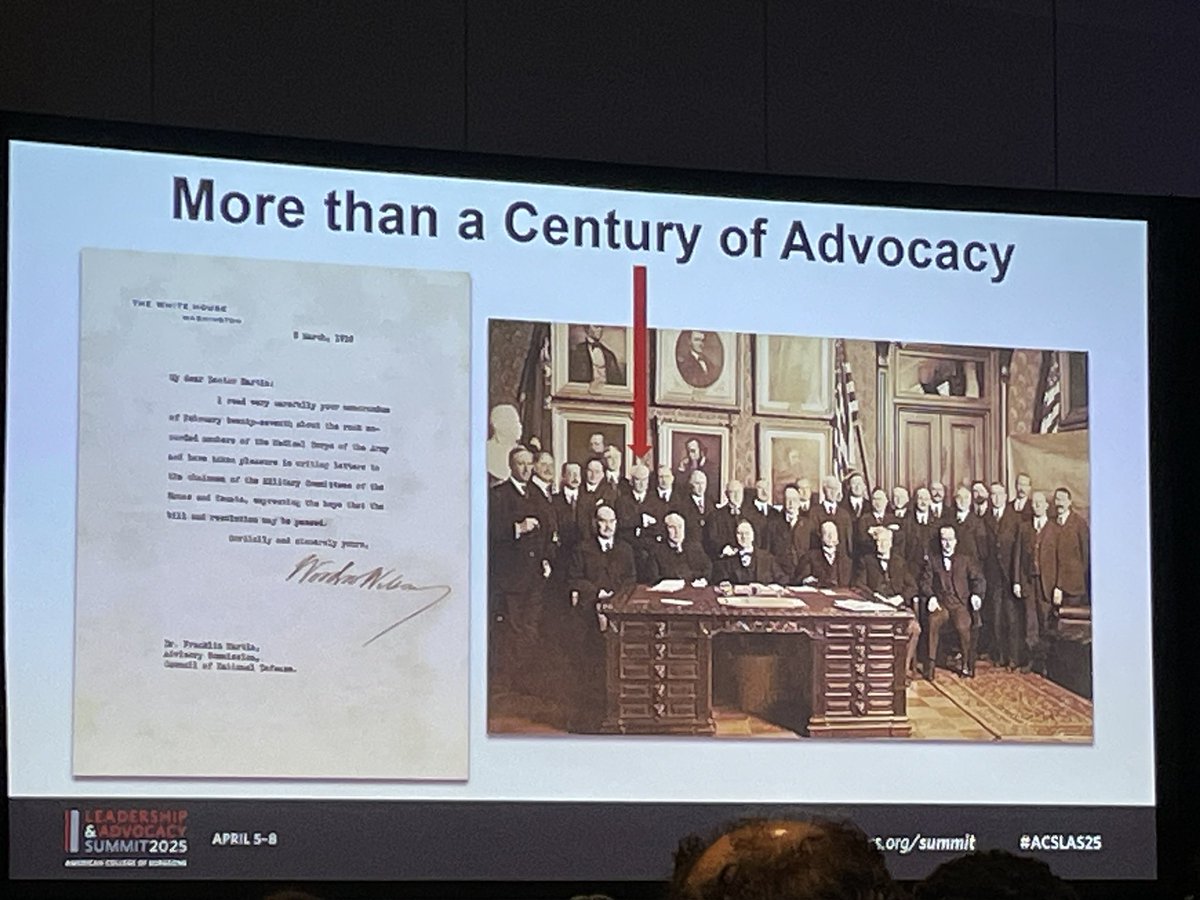 More than a Century of Advocacy
THE WHITE HOUSE
WASHINGTON
March,
My dear Doctor Martin:
I read very carefully your memorandum
of February twenty-seventh about the rank ac-
corded members of the Medical Corps of the Army
and have taken pleasure in writing letters to
the chairmen of the Military Committees of the
House and Senate, expressing the hope that the
bill and resolution may be passed.
Cordially and sincerely yours,
Woodrow Wilson
Dr. Franklin Martin,
Advisory Commission,
Council of National Defense.
LEADERSHIP
& ADVOCACY
SUMMIT2025
AMERICAN COLLEGE OF SURGEONS
APRIL 5–8
s.org/summit
#ACSLAS25